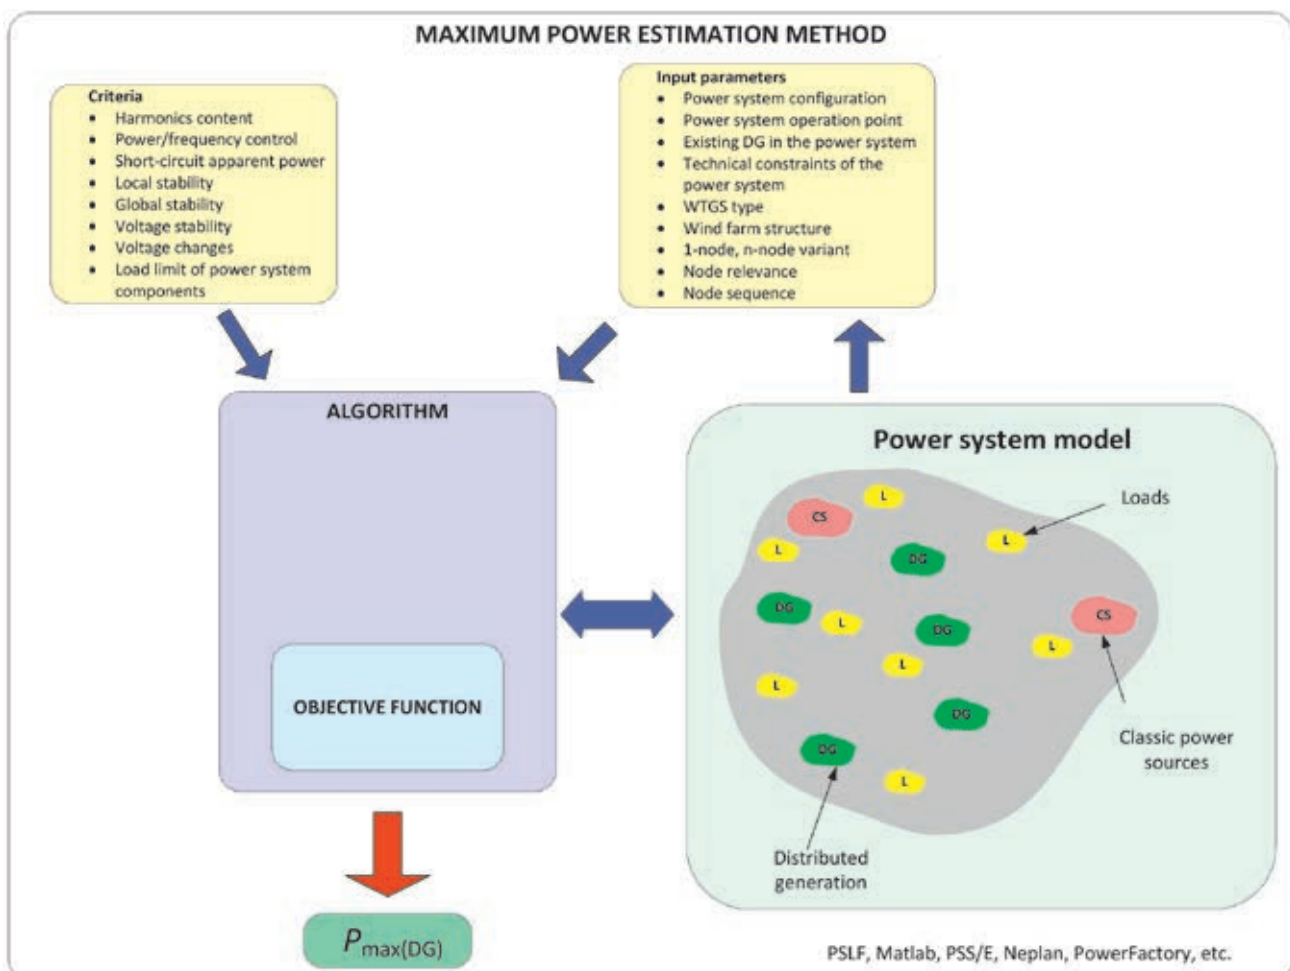 MAXIMUM POWER ESTIMATION METHOD
Criteria
• Harmonics content
• Power/frequency control
• Short-circuit apparent power
• Local stability
• Global stability
• Voltage stability
• Voltage changes
• Load limit of power system
components
Input parameters
• Power system configuration
• Power system operation point
• Existing DG in the power system
• Technical constraints of the
power system
• WTGS type
• Wind farm structure
• 1-node, n-node variant
• Node relevance
• Node sequence
ALGORITHM
OBJECTIVE FUNCTION
Pmax(DG)
Power system model
L
CS
Loads
L
L
DG
DG
CS
L
DG
L
L
L
DG
Classic power
sources
DG
L
Distributed
generation
PSLF, Matlab, PSS/E, Neplan, PowerFactory, etc.